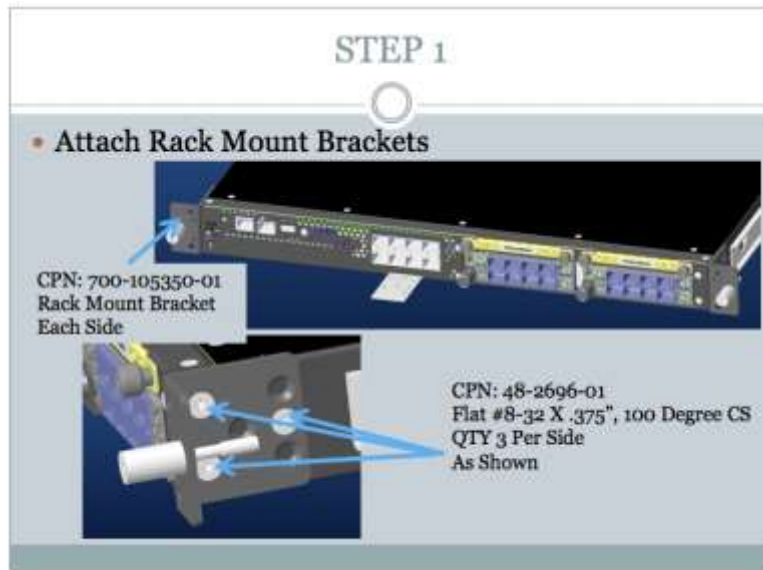 STEP 1
• Attach Rack Mount Brackets
CPN: 700-105350-01
Rack Mount Bracket
Each Side
CPN: 48-2696-01
Flat #8-32 X .375", 100 Degree CS
QTY 3 Per Side
As Shown